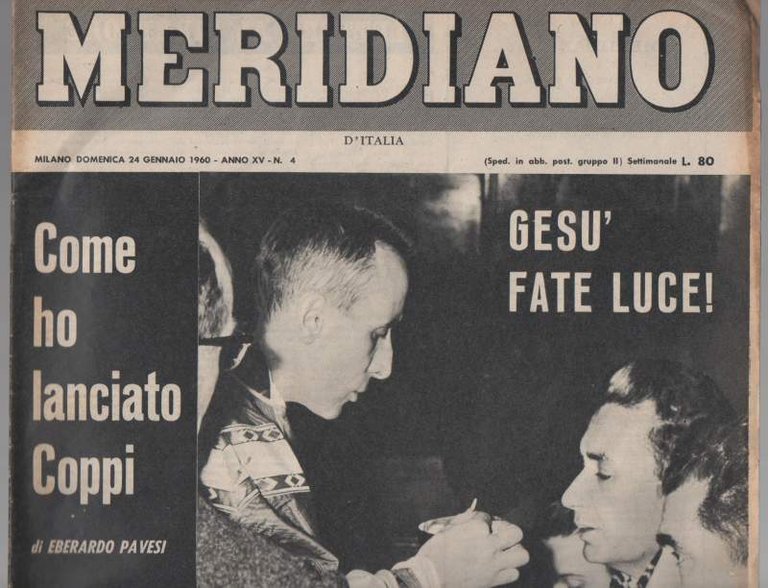 MERIDIANO
D'ITALIA
MILANO DOMENICA 24 GENNAIO 1960 - ANNO XV - N. 4
(Sped. in abb. post. gruppo II) Settimanale L. 80
Come
ho
lanciato
Coppi
di EBERARDO PAVESI
GESU'
FATE LUCE!